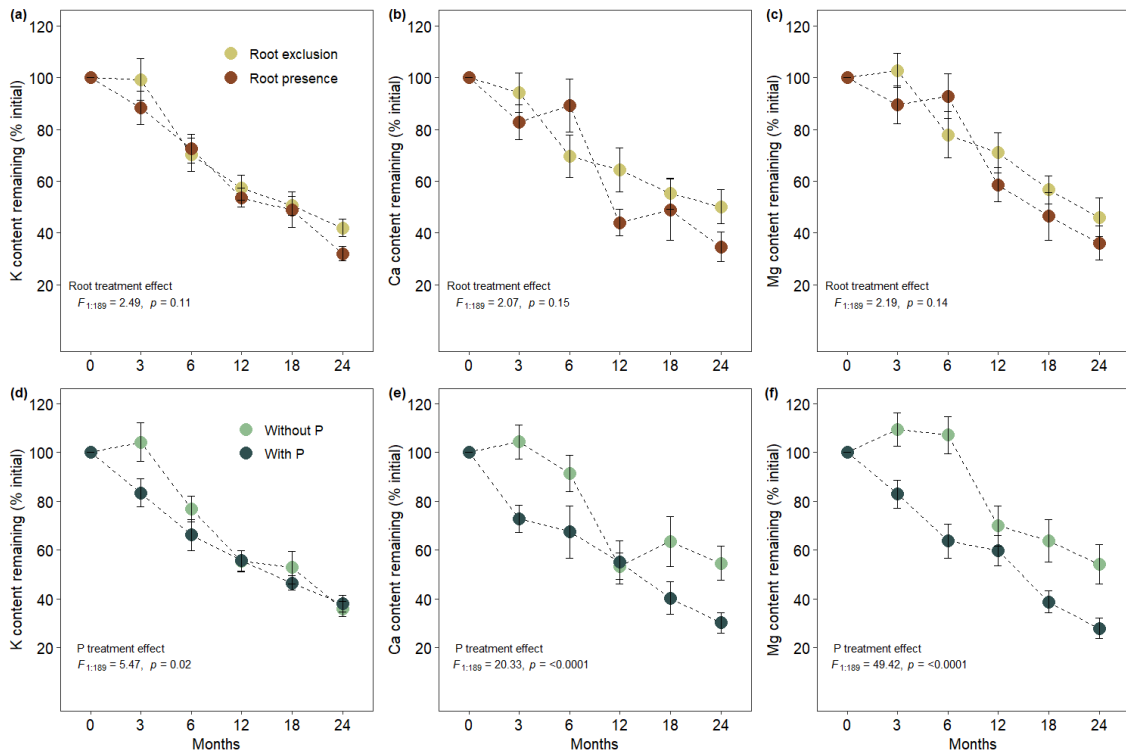 (a)
120
100
80
60
40
20
K content remaining (% initial)
Root exclusion
Root presence
Root treatment effect
F1:189 = 2.49, p = 0.11
0 3 6 12 18 24
(b)
120
100
80
60
40
20
Ca content remaining (% initial)
Root treatment effect
F1:189 = 2.07, p = 0.15
0 3 6 12 18 24
(c)
120
100
80
60
40
20
Mg content remaining (% initial)
Root treatment effect
F1:189 = 2.19, p = 0.14
0 3 6 12 18 24
(d)
120
100
80
60
40
20
K content remaining (% initial)
Without P
With P
P treatment effect
F1:189 = 5.47, p = 0.02
0 3 6 12 18 24
Months
(e)
120
100
80
60
40
20
Ca content remaining (% initial)
P treatment effect
F1:189 = 20.33, p = <0.0001
0 3 6 12 18 24
Months
(f)
120
100
80
60
40
20
Mg content remaining (% initial)
P treatment effect
F1:189 = 49.42, p = <0.0001
0 3 6 12 18 24
Months